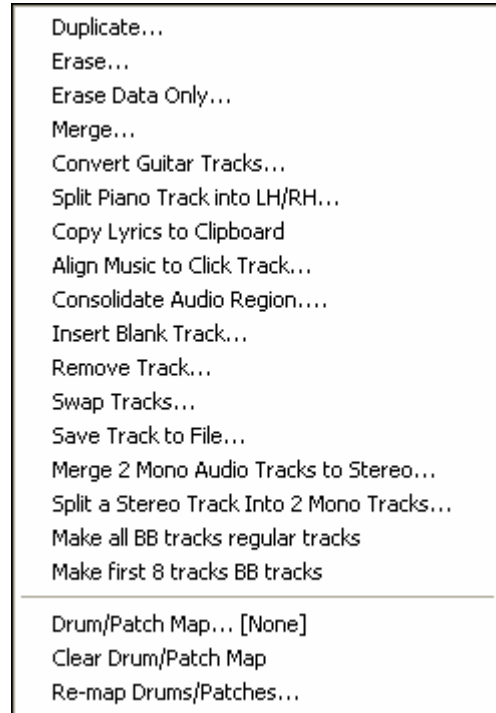 Duplicate...
Erase...
Erase Data Only...
Merge...
Convert Guitar Tracks...
Split Piano Track into LH/RH...
Copy Lyrics to Clipboard
Align Music to Click Track...
Consolidate Audio Region....
Insert Blank Track...
Remove Track...
Swap Tracks...
Save Track to File...
Merge 2 Mono Audio Tracks to Stereo...
Split a Stereo Track Into 2 Mono Tracks...
Make all BB tracks regular tracks
Make first 8 tracks BB tracks
Drum/Patch Map... [None]
Clear Drum/Patch Map
Re-map Drums/Patches...